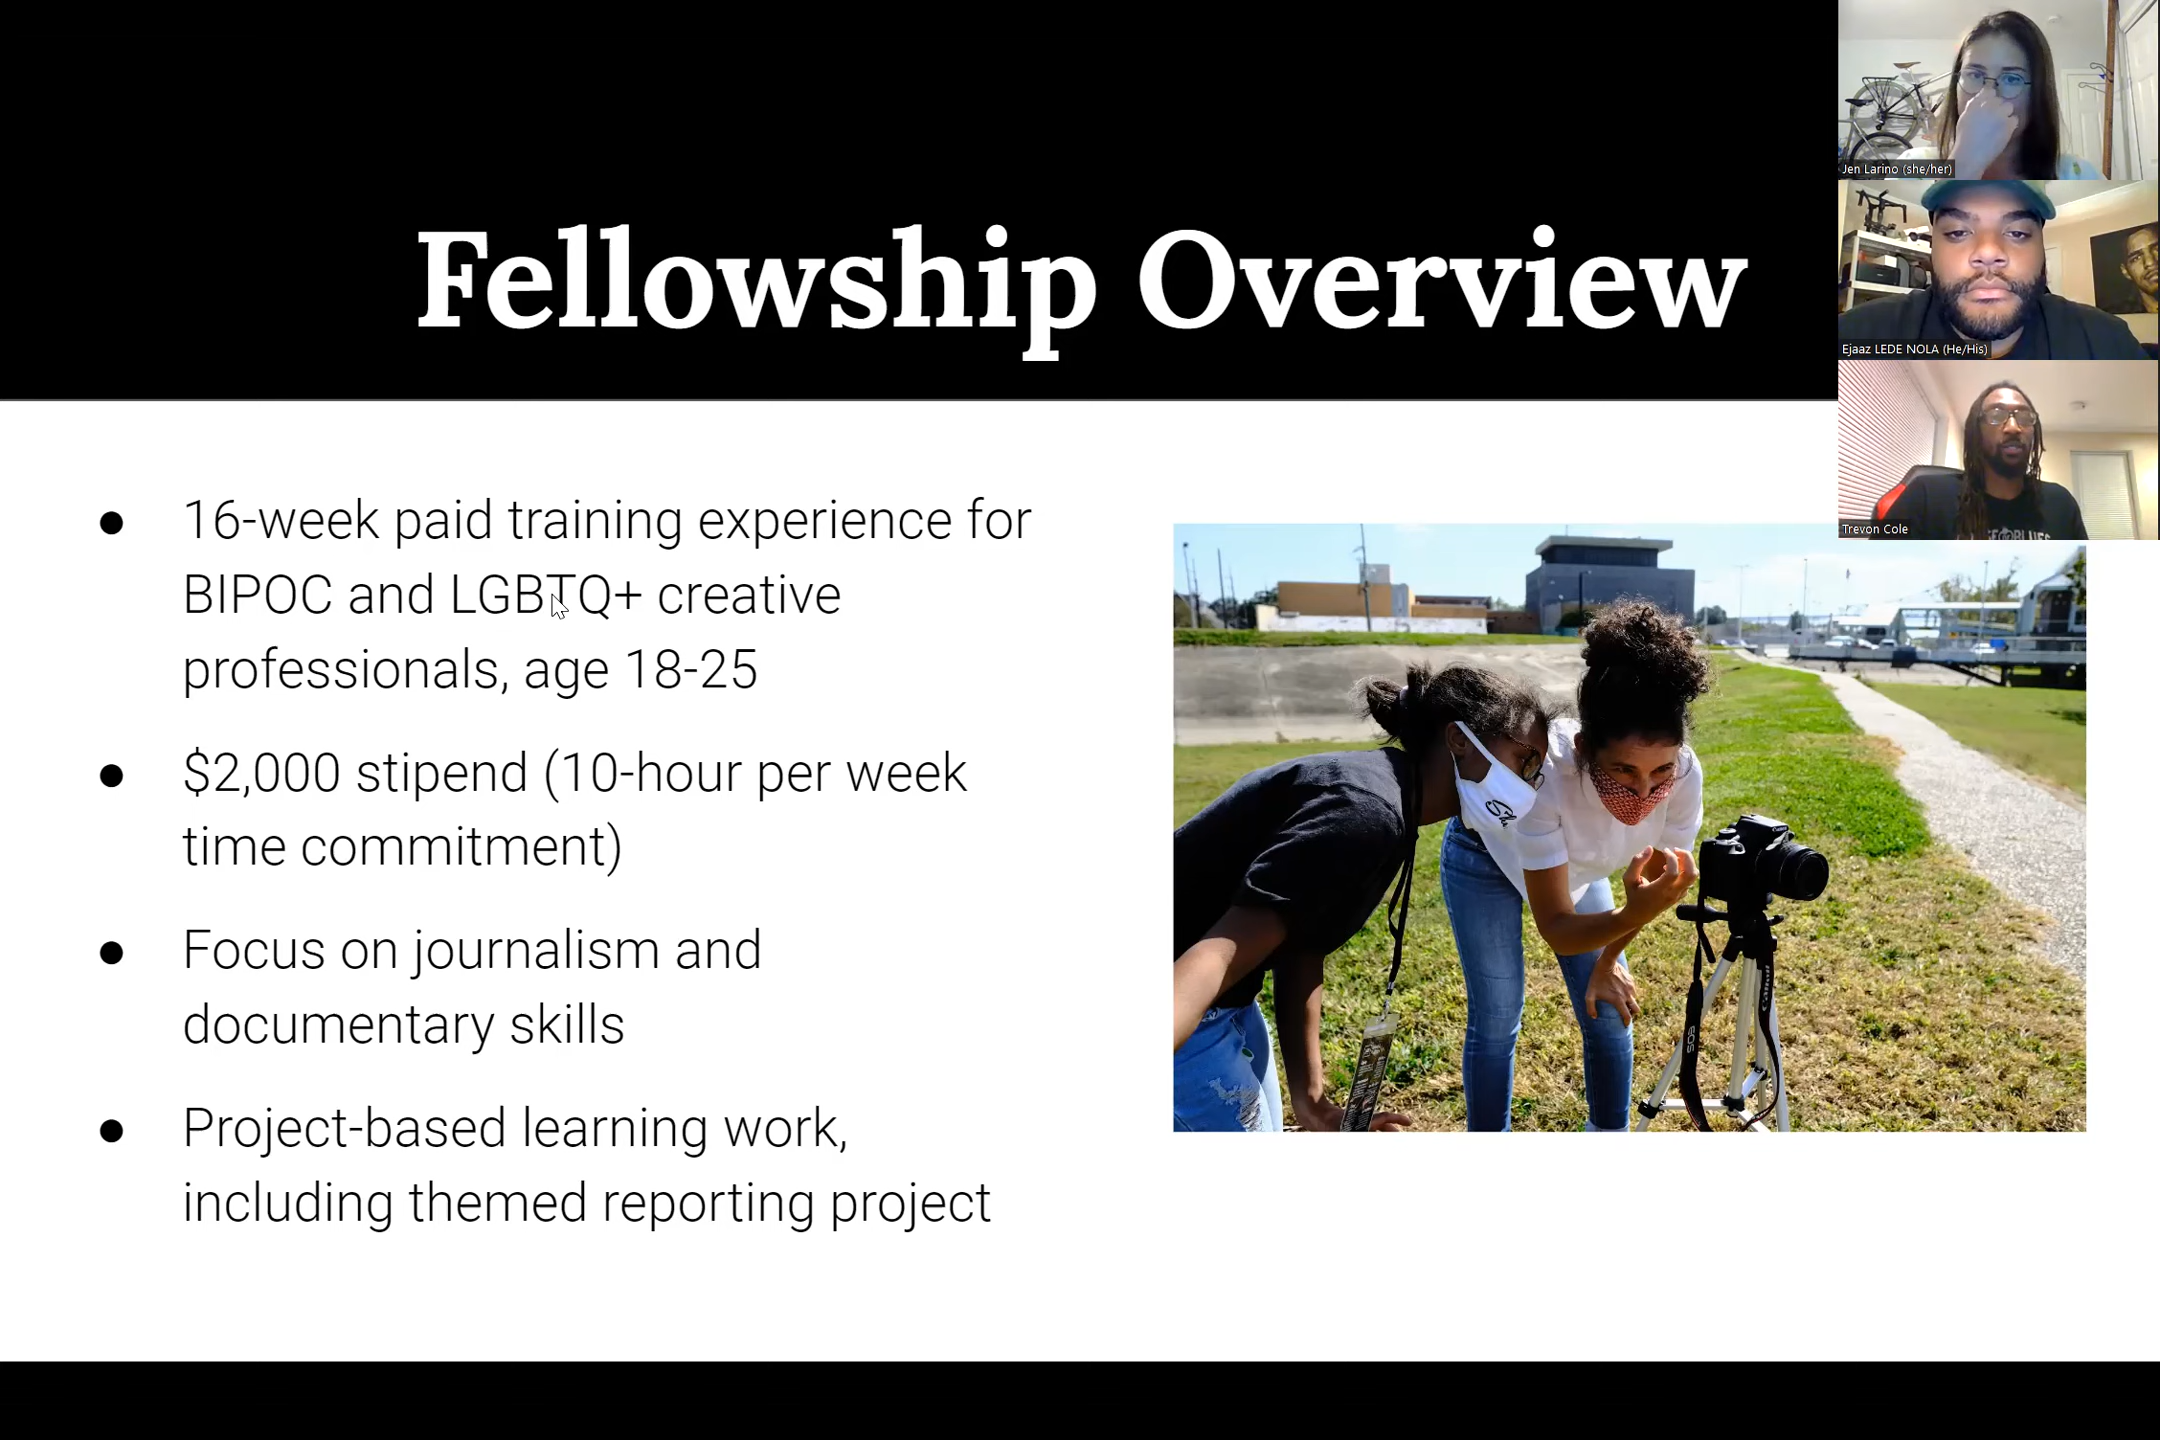 Fellowship Overview
16-week paid training experience for
BIPOC and LGBTQ+ creative
professionals, age 18-25
$2,000 stipend (10-hour per week
time commitment)
Focus on journalism and
documentary skills
Project-based learning work,
including themed reporting project
Jen Larino (she/her)
Ejaaz LEDE NOLA (He/His)
Trevon Cole
Canon
EOS